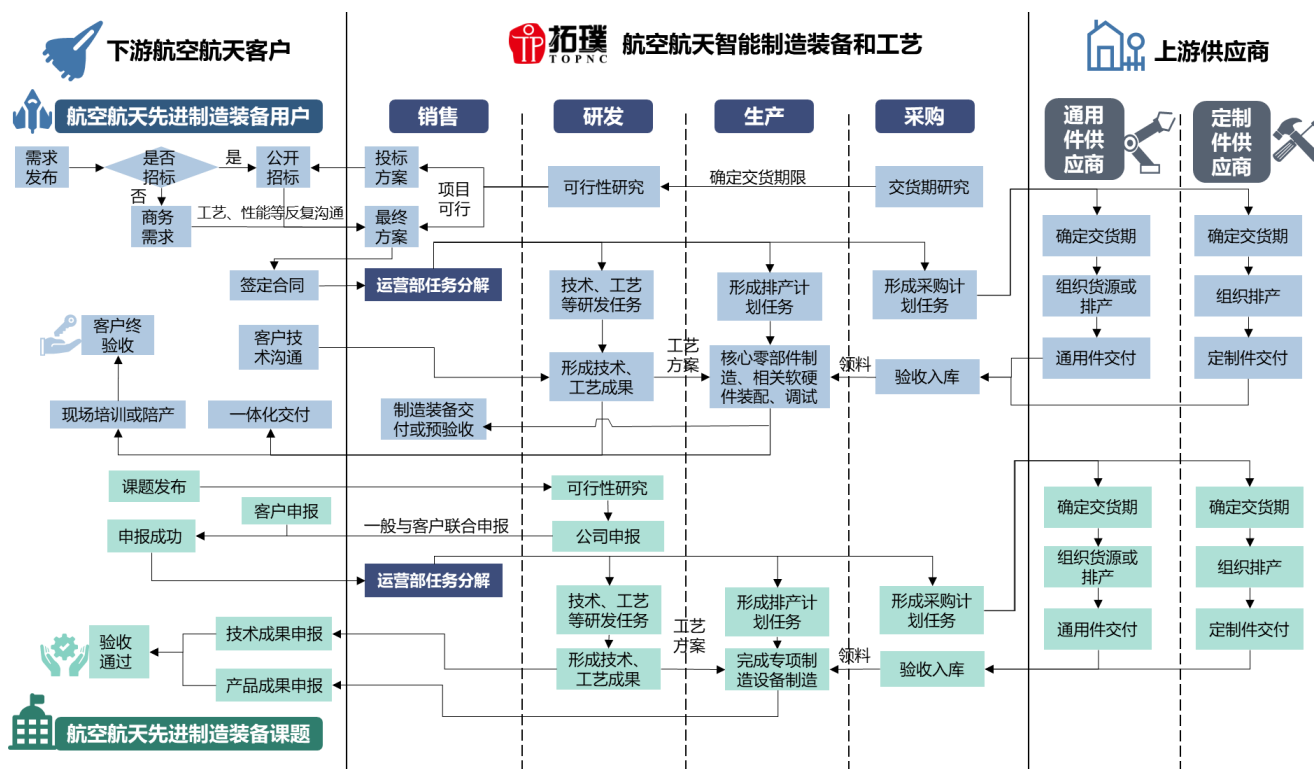 下游航空航天客户
拓璞
TOPNC
航空航天智能制造装备和工艺
上游供应商
航空航天先进制造装备用户
销售
研发
生产
采购
通用
件供
应商
定制
件供
应商
需求
发布
是否
招标
是
公开
招标
投标
方案
项目
可行
可行性研究
确定交货期限
交货期研究
否
商务
需求
工艺、性能等反复沟通
最终
方案
确定交货期
确定交货期
签定合同
运营部任务分解
技术、工艺
等研发任务
形成排产计
划任务
形成采购计
划任务
组织货源或
排产
组织排产
客户终
验收
客户技
术沟通
形成技术、
工艺成果
工艺
方案
核心零部件制
造、相关软硬
件装配、调试
领料
验收入库
通用件交付
定制件交付
现场培训或陪产
一体化交付
制造装备交
付或预验收
课题发布
可行性研究
客户申报
确定交货期
确定交货期
申报成功
一般与客户联合申报
公司申报
运营部任务分解
组织货源或
排产
组织排产
技术、工艺
等研发任务
形成排产计
划任务
形成采购计
划任务
通用件交付
定制件交付
验收
通过
技术成果申报
工艺
方案
形成技术、
工艺成果
完成专项制
造设备制造
领料
验收入库
产品成果申报
航空航天先进制造装备课题